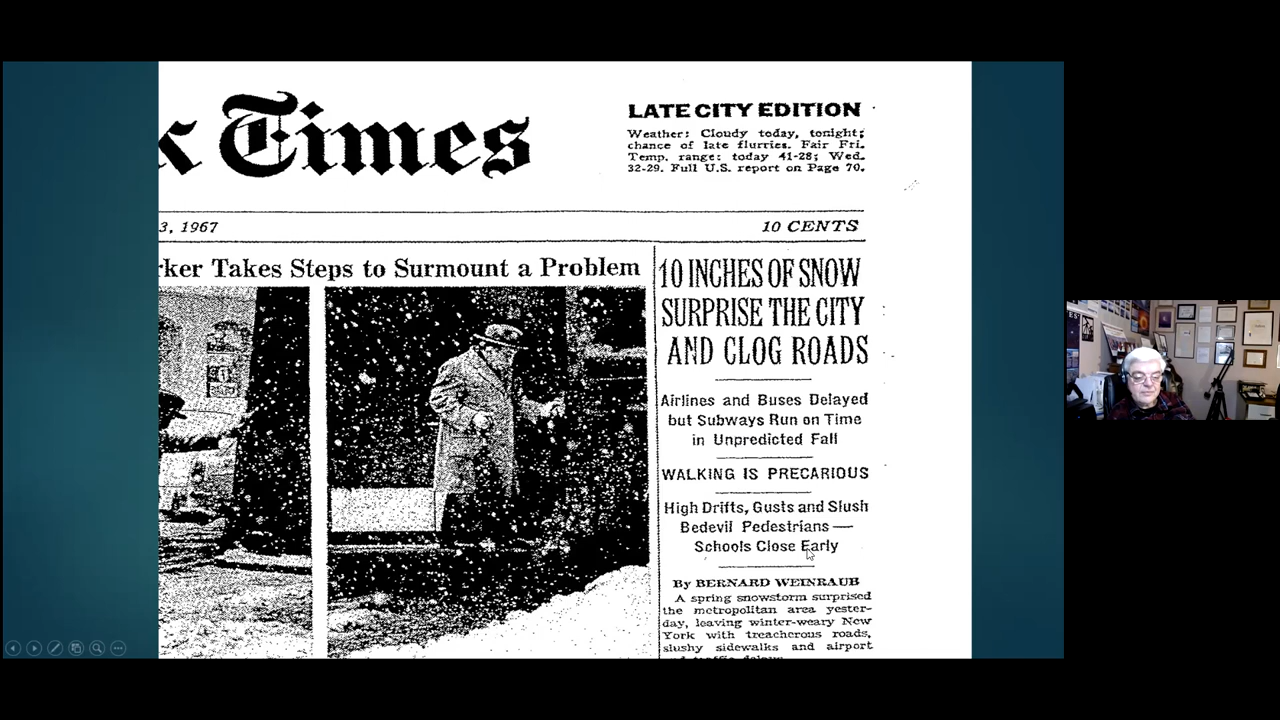 k Times
LATE CITY EDITION
Weather: Cloudy today, tonight;
chance of late flurries. Fair Fri.
Temp. range: today 41-28; Wed.
32-29. Full U.S. report on Page 70.
3, 1967
10 CENTS
rker Takes Steps to Surmount a Problem
10 INCHES OF SNOW
SURPRISE THE CITY
AND CLOG ROADS
Airlines and Buses Delayed
but Subways Run on Time
in Unpredicted Fall
WALKING IS PRECARIOUS
High Drifts, Gusts and Slush
Bedevil Pedestrians —
Schools Close Early
By BERNARD WEINRAUB
A spring snowstorm surprised
the metropolitan area yester-
day, leaving winter-weary New
York with treacherous roads,
slushy sidewalks and airport